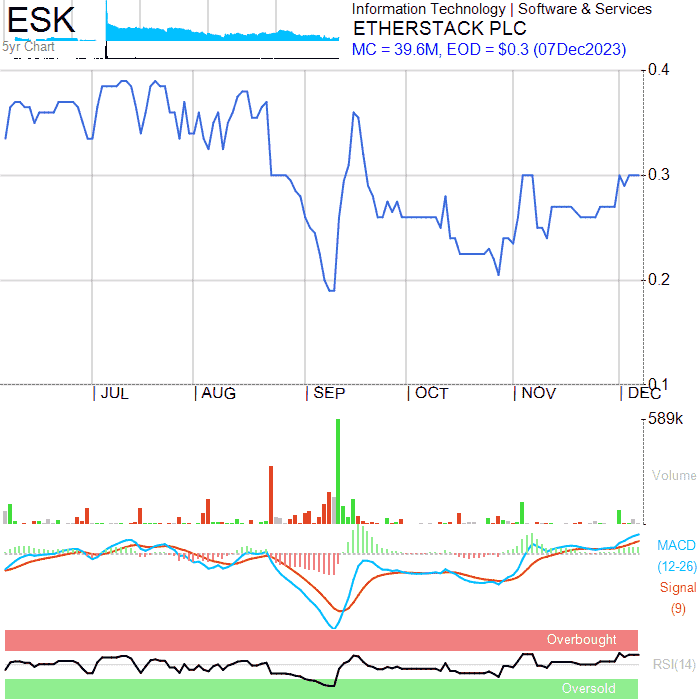 ESK
5yr Chart
Information Technology | Software & Services
ETHERSTACK PLC
MC = 39.6M, EOD = $0.3 (07Dec2023)
0.4
0.3
0.2
0.1
JUL AUG SEP OCT NOV DEC
589k
Volume
MACD
(12-26)
Signal
(9)
Overbought
RSI(14)
Oversold